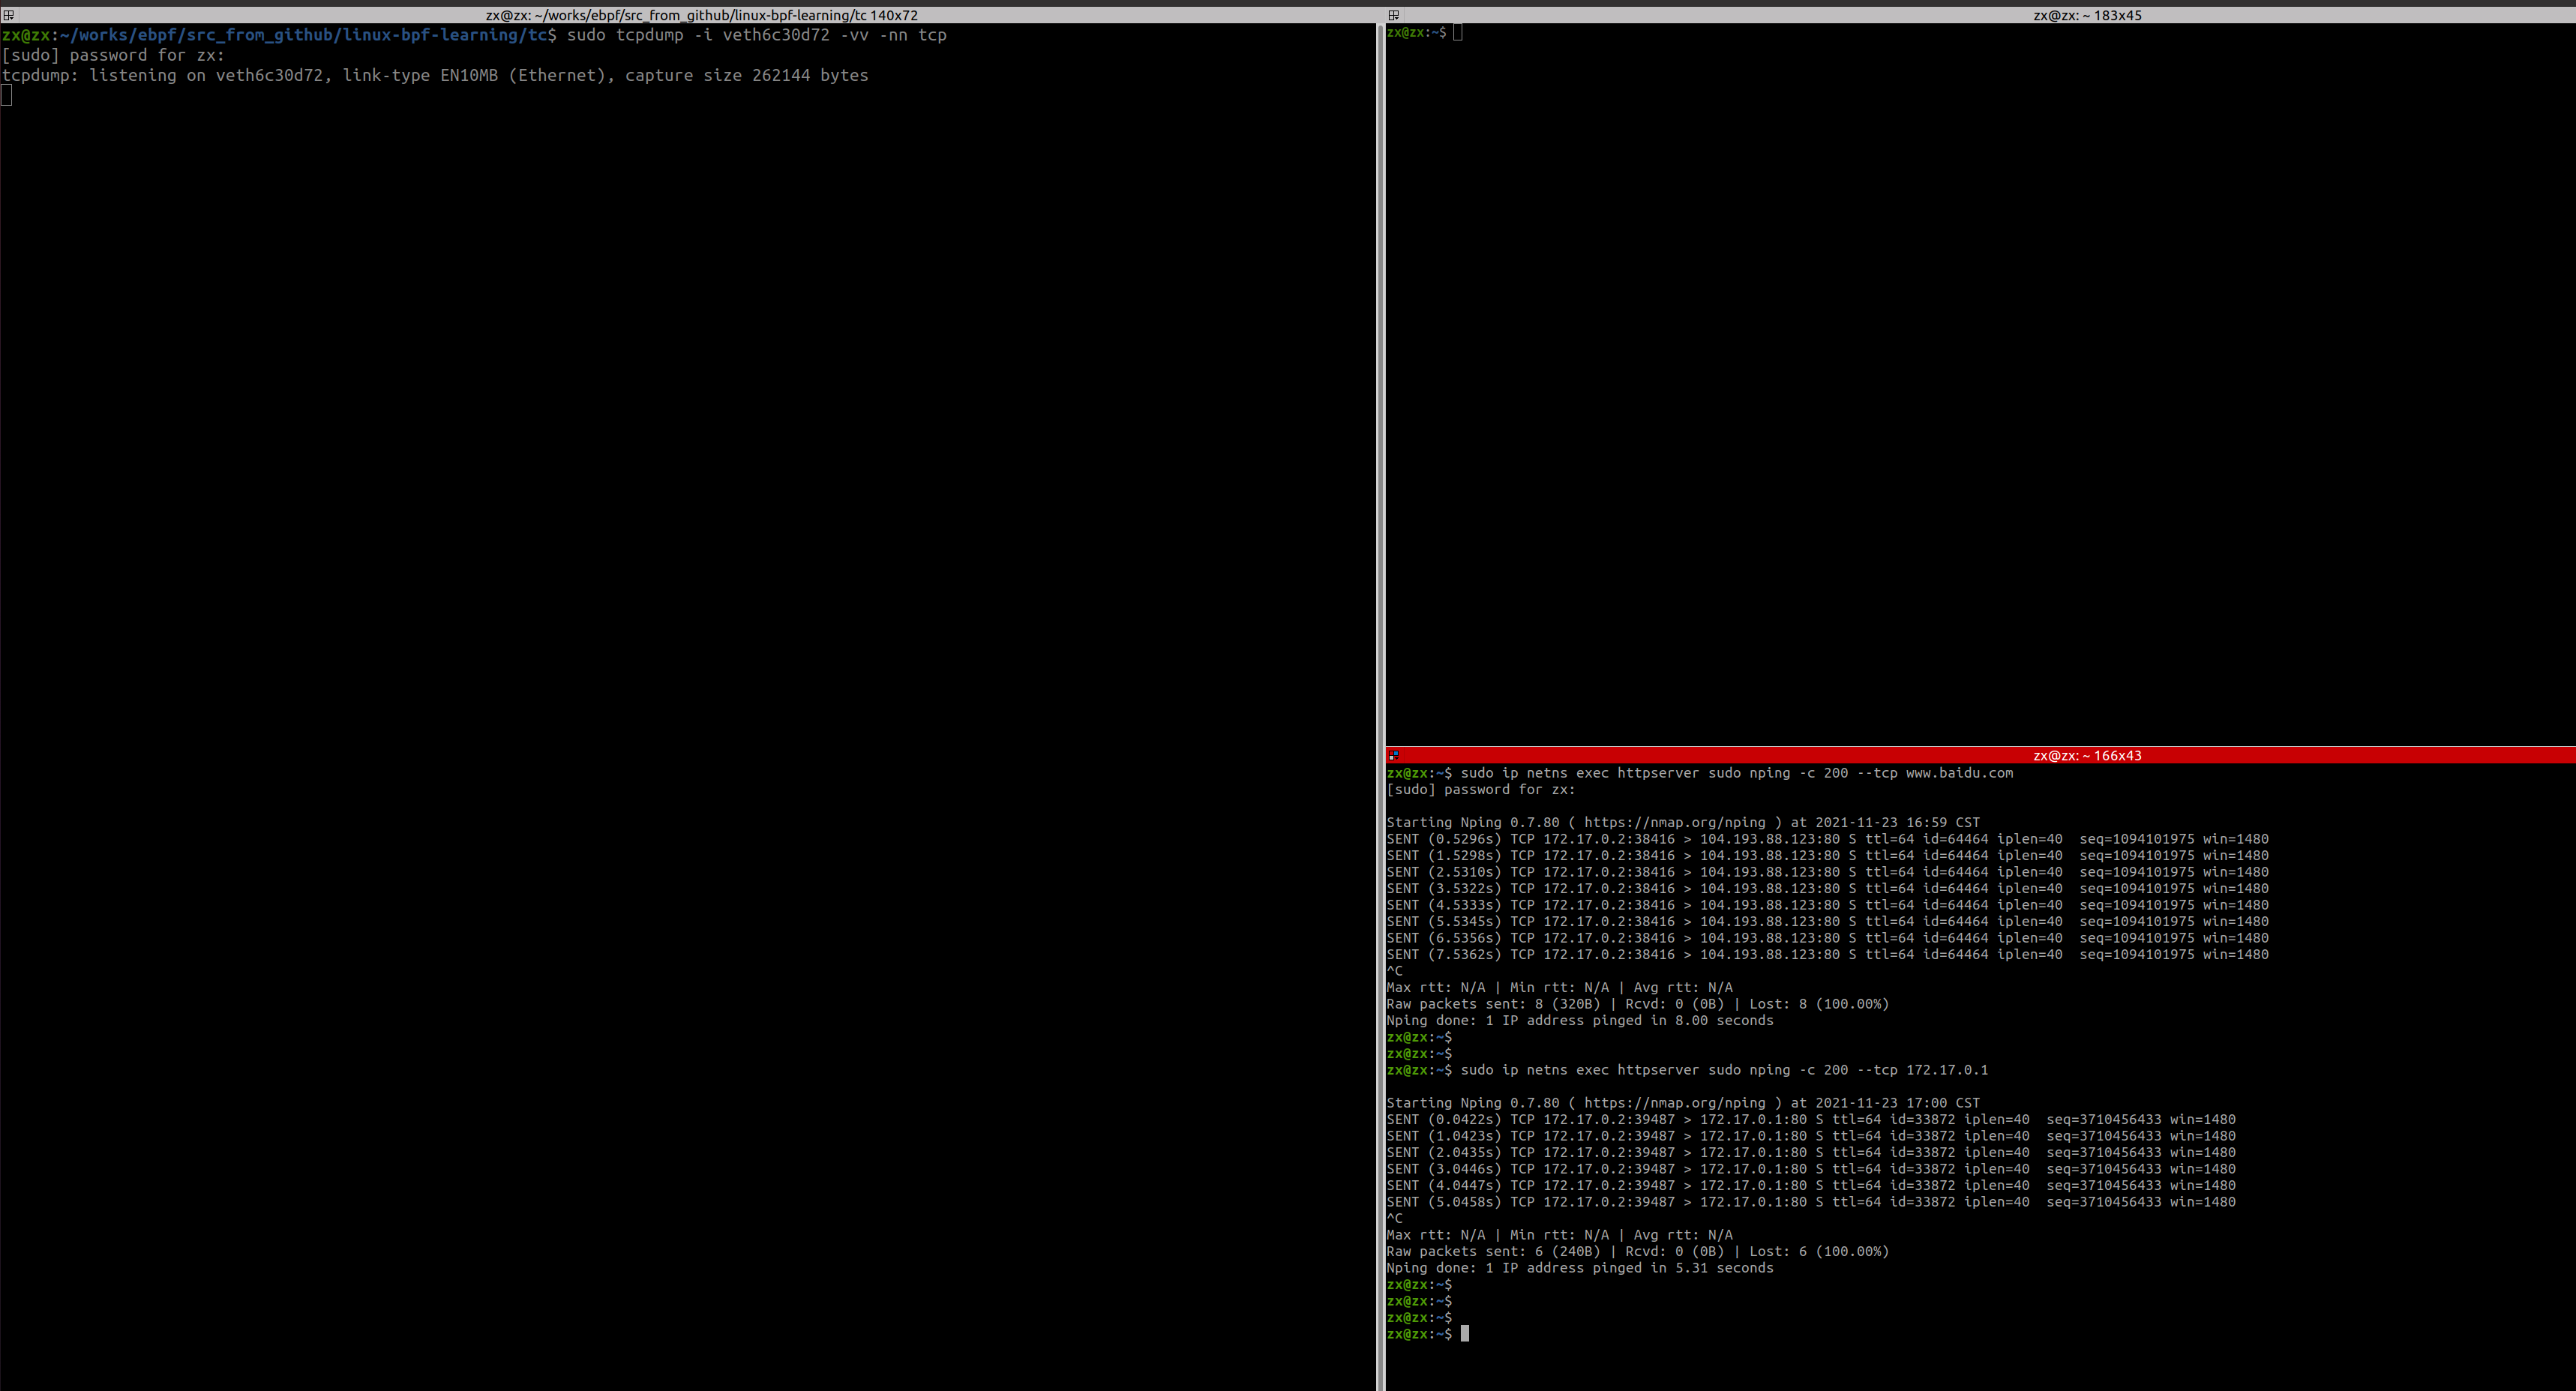 zx@zx: ~/works/ebpf/src_from_github/linux-bpf-learning/tc 140x72
zx@zx:~/works/ebpf/src_from_github/linux-bpf-learning/tc$ sudo tcpdump -i veth6c30d72 -vv -nn tcp
[sudo] password for zx:
tcpdump: listening on veth6c30d72, link-type EN10MB (Ethernet), capture size 262144 bytes
zx@zx: ~ 183x45
zx@zx:~$
zx@zx: ~ 166x43
zx@zx:~$ sudo ip netns exec httpserver sudo nping -c 200 --tcp www.baidu.com
[sudo] password for zx:
Starting Nping 0.7.80 ( https://nmap.org/nping ) at 2021-11-23 16:59 CST
SENT (0.5296s) TCP 172.17.0.2:38416 > 104.193.88.123:80 S ttl=64 id=64464 iplen=40  seq=1094101975 win=1480
SENT (1.5298s) TCP 172.17.0.2:38416 > 104.193.88.123:80 S ttl=64 id=64464 iplen=40  seq=1094101975 win=1480
SENT (2.5310s) TCP 172.17.0.2:38416 > 104.193.88.123:80 S ttl=64 id=64464 iplen=40  seq=1094101975 win=1480
SENT (3.5322s) TCP 172.17.0.2:38416 > 104.193.88.123:80 S ttl=64 id=64464 iplen=40  seq=1094101975 win=1480
SENT (4.5333s) TCP 172.17.0.2:38416 > 104.193.88.123:80 S ttl=64 id=64464 iplen=40  seq=1094101975 win=1480
SENT (5.5345s) TCP 172.17.0.2:38416 > 104.193.88.123:80 S ttl=64 id=64464 iplen=40  seq=1094101975 win=1480
SENT (6.5356s) TCP 172.17.0.2:38416 > 104.193.88.123:80 S ttl=64 id=64464 iplen=40  seq=1094101975 win=1480
SENT (7.5362s) TCP 172.17.0.2:38416 > 104.193.88.123:80 S ttl=64 id=64464 iplen=40  seq=1094101975 win=1480
^C
Max rtt: N/A | Min rtt: N/A | Avg rtt: N/A
Raw packets sent: 8 (320B) | Rcvd: 0 (0B) | Lost: 8 (100.00%)
Nping done: 1 IP address pinged in 8.00 seconds
zx@zx:~$
zx@zx:~$
zx@zx:~$ sudo ip netns exec httpserver sudo nping -c 200 --tcp 172.17.0.1
Starting Nping 0.7.80 ( https://nmap.org/nping ) at 2021-11-23 17:00 CST
SENT (0.0422s) TCP 172.17.0.2:39487 > 172.17.0.1:80 S ttl=64 id=33872 iplen=40  seq=3710456433 win=1480
SENT (1.0423s) TCP 172.17.0.2:39487 > 172.17.0.1:80 S ttl=64 id=33872 iplen=40  seq=3710456433 win=1480
SENT (2.0435s) TCP 172.17.0.2:39487 > 172.17.0.1:80 S ttl=64 id=33872 iplen=40  seq=3710456433 win=1480
SENT (3.0446s) TCP 172.17.0.2:39487 > 172.17.0.1:80 S ttl=64 id=33872 iplen=40  seq=3710456433 win=1480
SENT (4.0447s) TCP 172.17.0.2:39487 > 172.17.0.1:80 S ttl=64 id=33872 iplen=40  seq=3710456433 win=1480
SENT (5.0458s) TCP 172.17.0.2:39487 > 172.17.0.1:80 S ttl=64 id=33872 iplen=40  seq=3710456433 win=1480
^C
Max rtt: N/A | Min rtt: N/A | Avg rtt: N/A
Raw packets sent: 6 (240B) | Rcvd: 0 (0B) | Lost: 6 (100.00%)
Nping done: 1 IP address pinged in 5.31 seconds
zx@zx:~$
zx@zx:~$
zx@zx:~$
zx@zx:~$